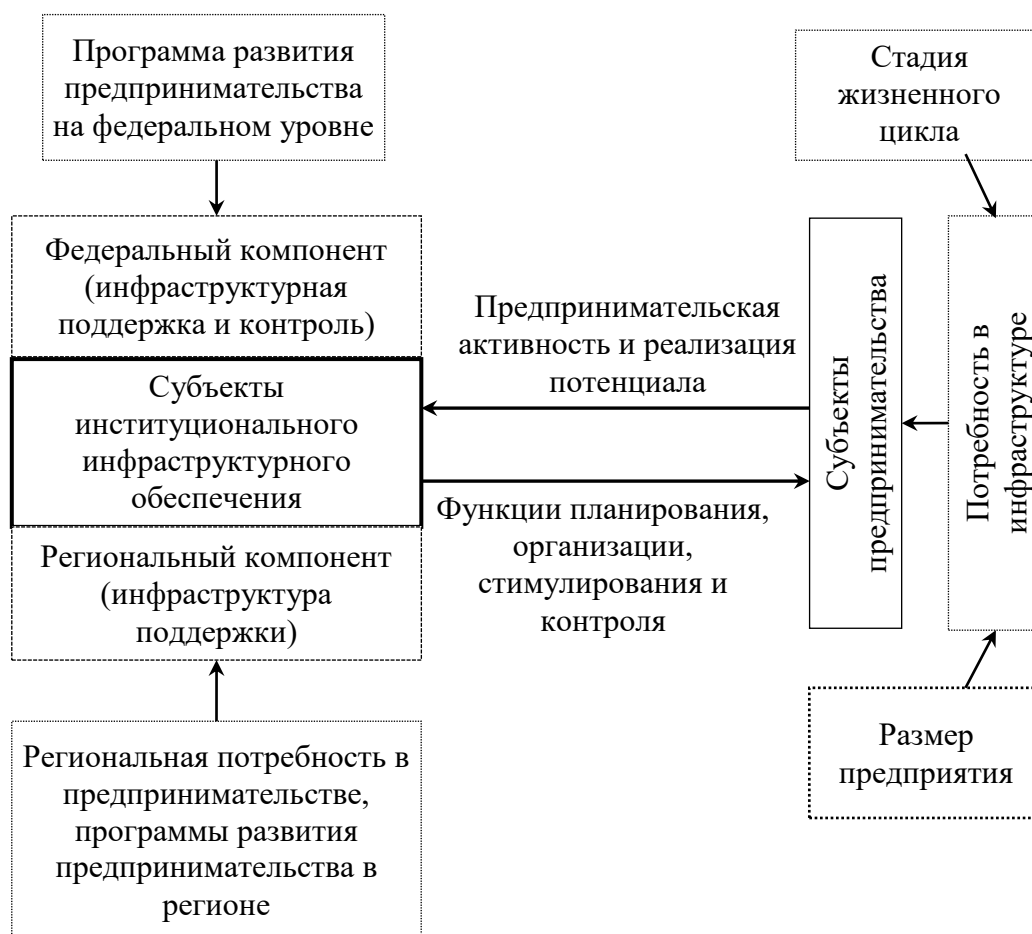 Программа развития
предпринимательства
на федеральном уровне
Стадия
жизненного
цикла
Федеральный компонент
(инфраструктурная
поддержка и контроль)
Субъекты
институционального
инфраструктурного
обеспечения
Региональный компонент
(инфраструктура
поддержки)
Предпринимательская
активность и реализация
потенциала
Функции планирования,
организации,
стимулирования и
контроля
Субъекты
предпринимательства
Потребность в
инфраструктуре
Региональная потребность в
предпринимательстве,
программы развития
предпринимательства в
регионе
Размер
предприятия